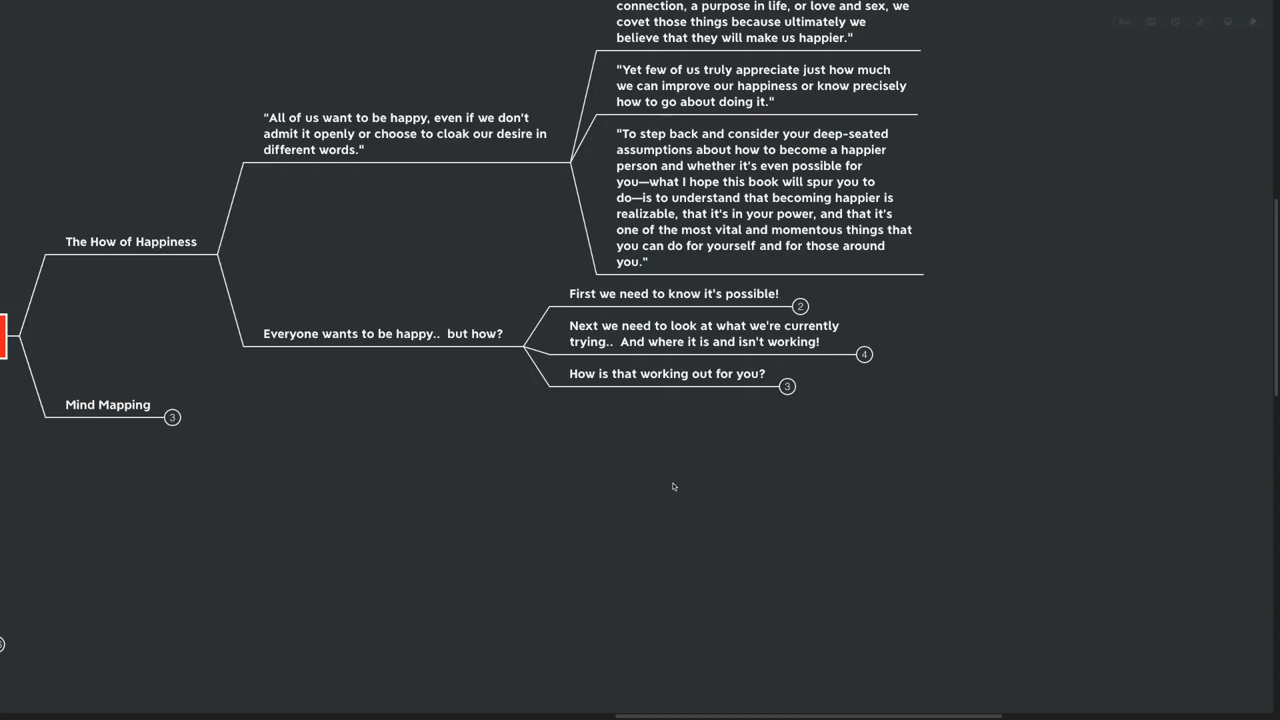 connection, a purpose in life, or love and sex, we
covet those things because ultimately we
believe that they will make us happier."
"Yet few of us truly appreciate just how much
we can improve our happiness or know precisely
how to go about doing it."
"All of us want to be happy, even if we don't
admit it openly or choose to cloak our desire in
different words."
"To step back and consider your deep-seated
assumptions about how to become a happier
person and whether it's even possible for
you—what I hope this book will spur you to
do—is to understand that becoming happier is
realizable, that it's in your power, and that it's
one of the most vital and momentous things that
you can do for yourself and for those around
you."
The How of Happiness
Everyone wants to be happy..  but how?
First we need to know it's possible!
2
Next we need to look at what we're currently
trying..  And where it is and isn't working!
4
How is that working out for you?
3
Mind Mapping
3